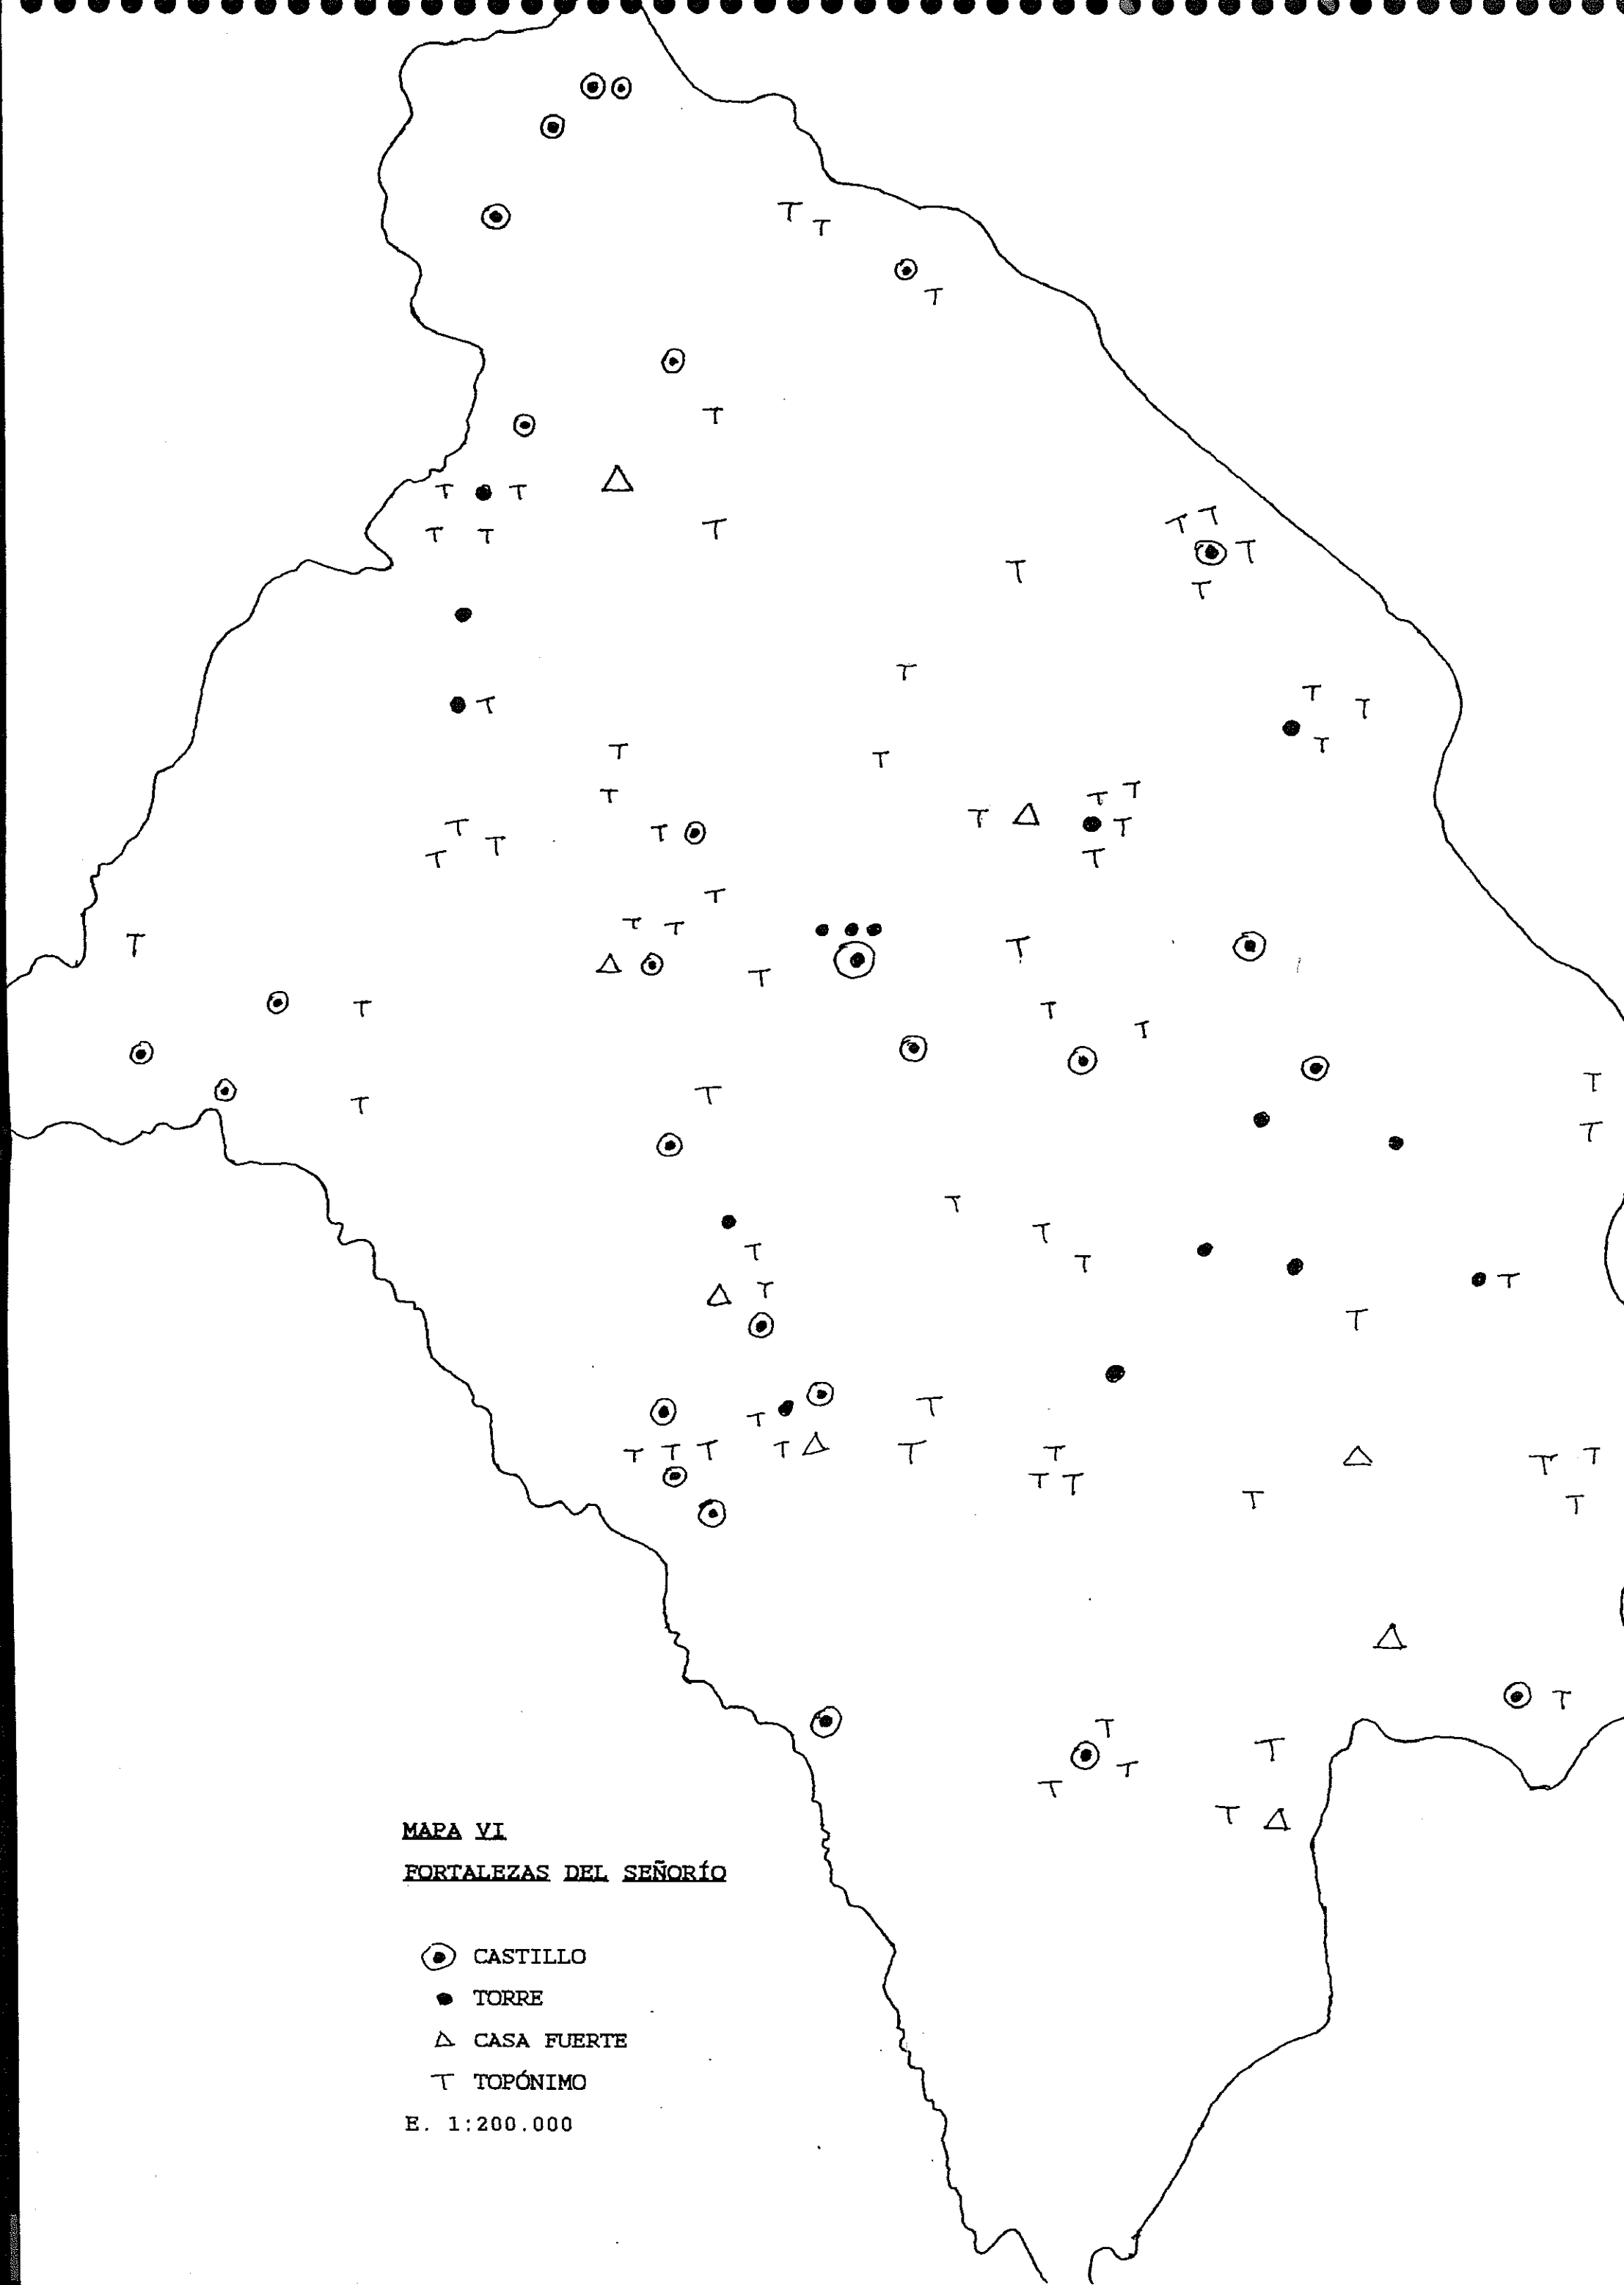 MAPA VI
FORTALEZAS DEL SEÑORÍO
CASTILLO
TORRE
CASA FUERTE
TOPÓNIMO
E. 1:200.000